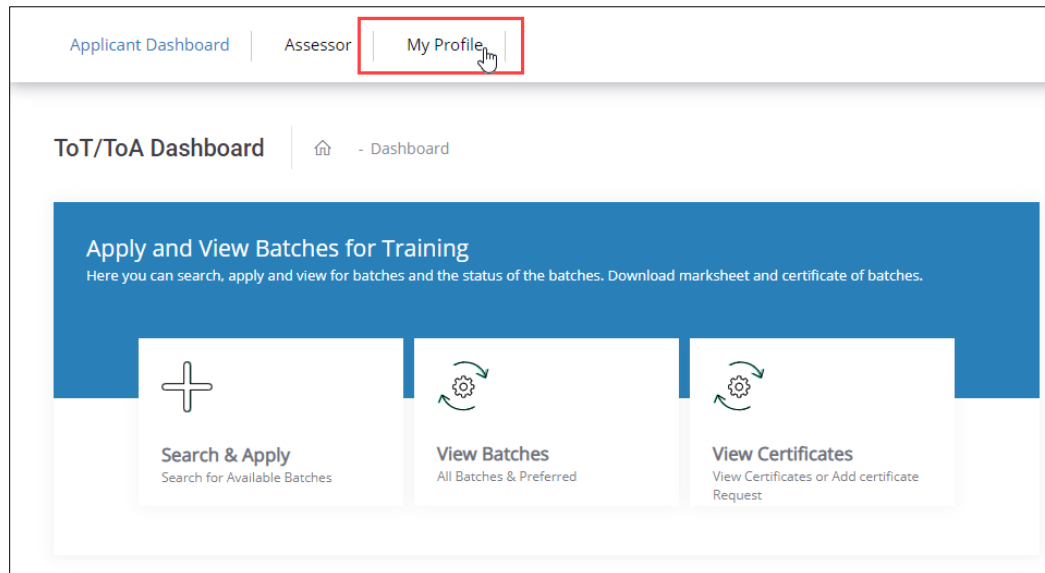 Applicant Dashboard Assessor My Profile
ToT/ToA Dashboard - Dashboard
Apply and View Batches for Training
Here you can search, apply and view for batches and the status of the batches. Download marksheet and certificate of batches.
Search & Apply
Search for Available Batches
View Batches
All Batches & Preferred
View Certificates
View Certificates or Add certificate
Request